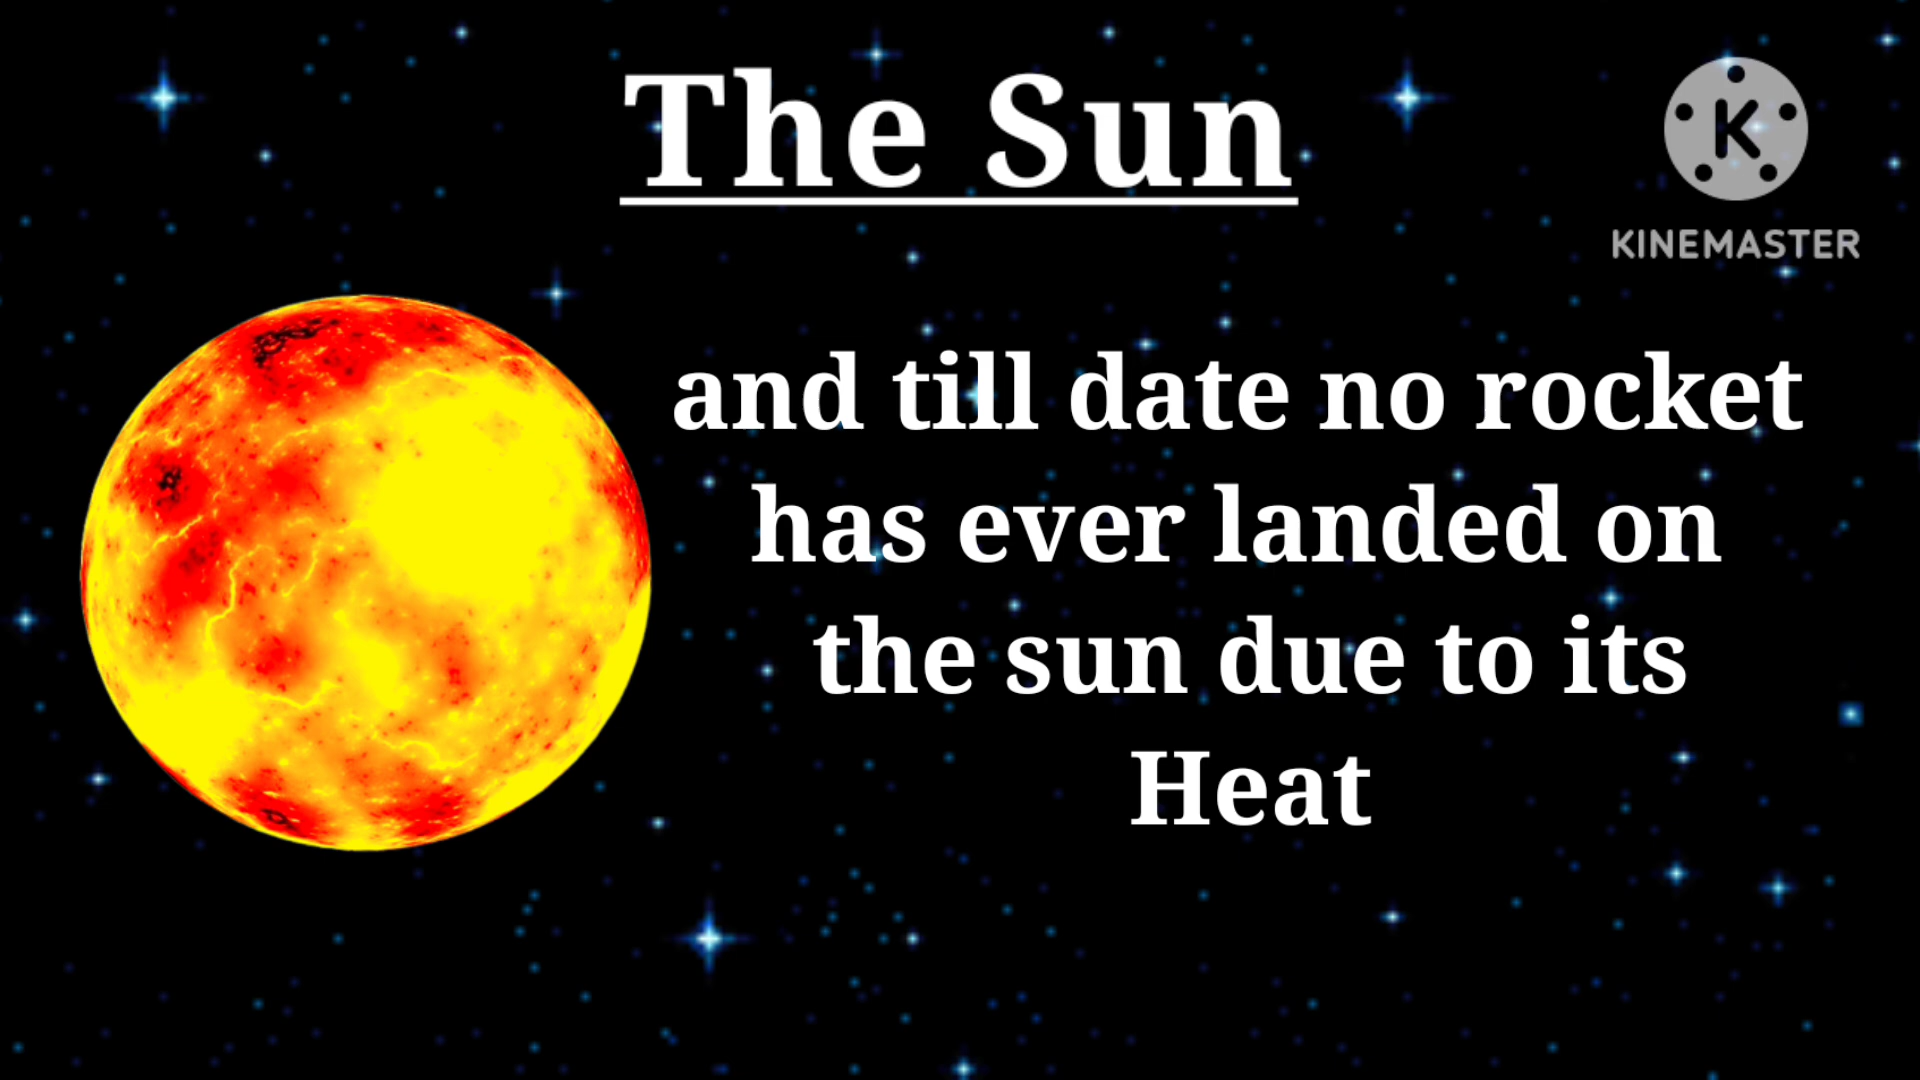 The Sun
K
KINEMASTER
and till date no rocket
has ever landed on
the sun due to its
Heat